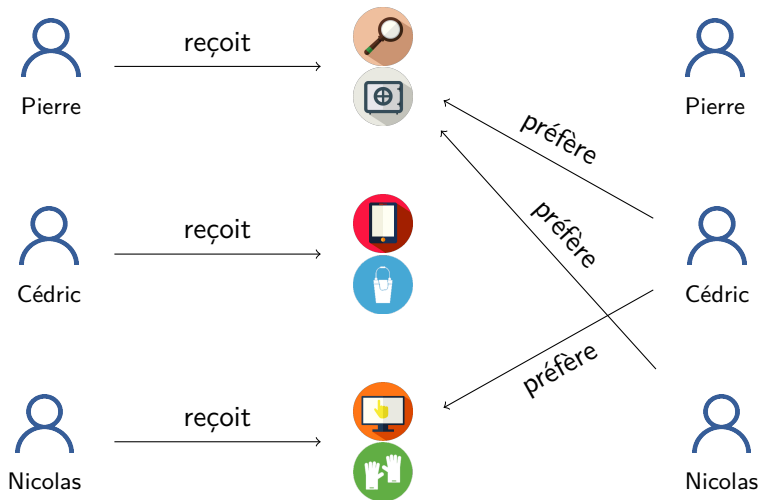 reçoit
Pierre
préfère
Pierre
reçoit
préfère
Cédric
Cédric
préfère
reçoit
Nicolas
Nicolas